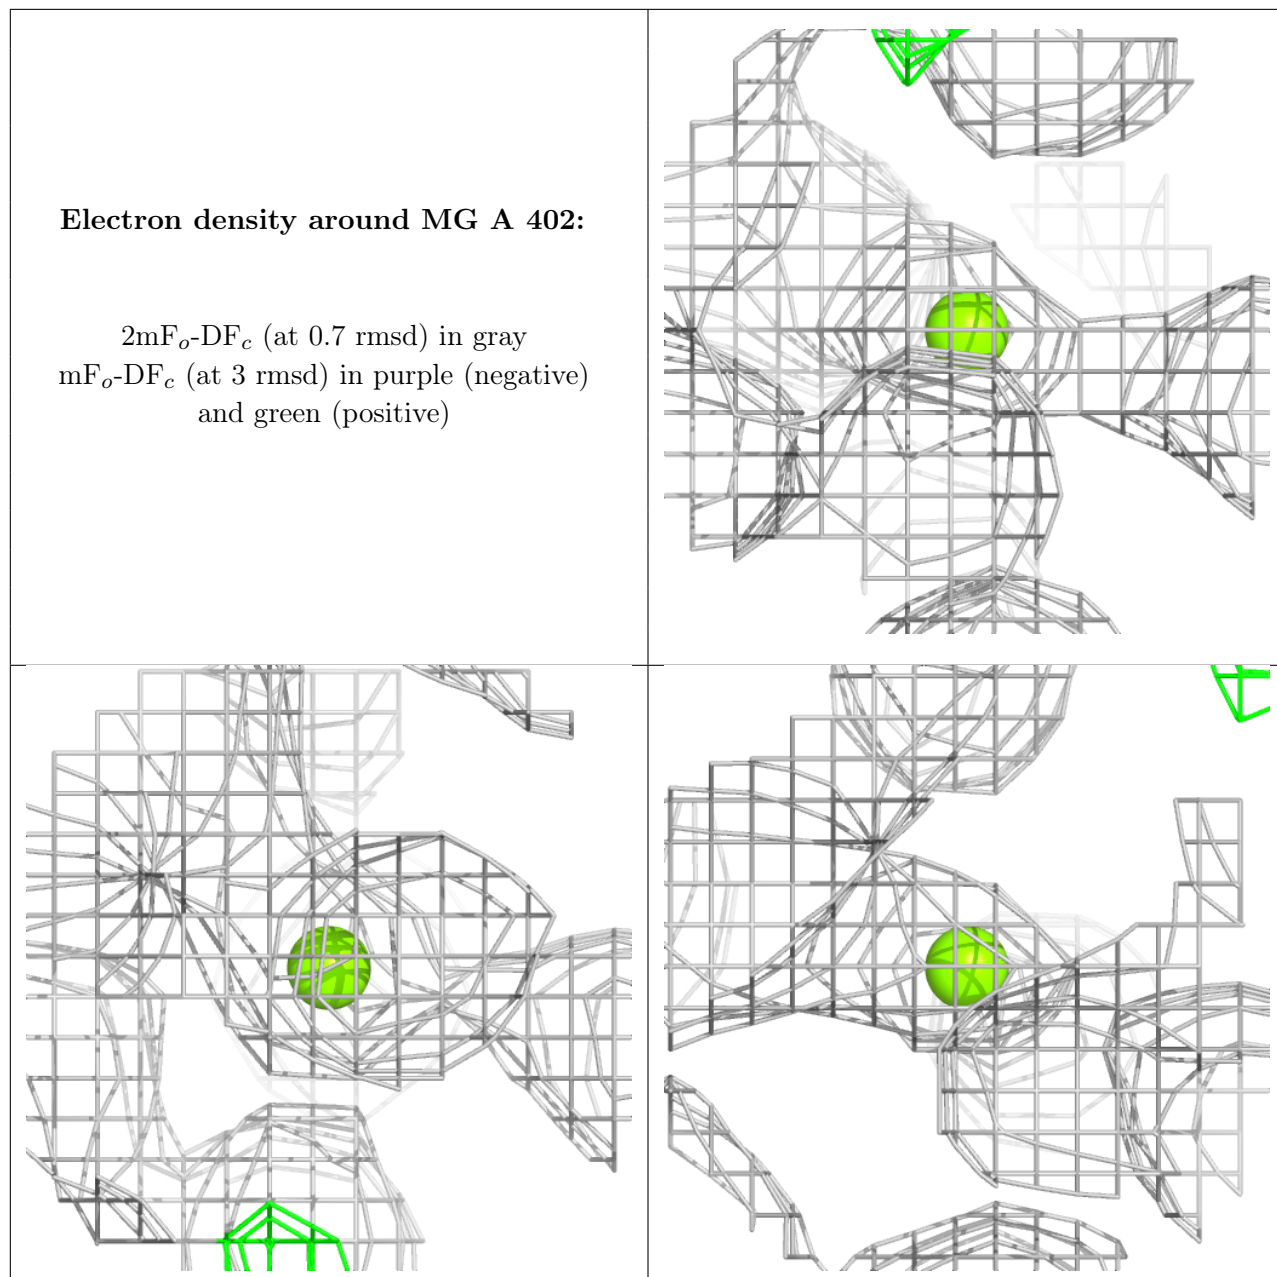 Electron density around MG A 402:
2mFo-DFc (at 0.7 rmsd) in gray
mFo-DFc (at 3 rmsd) in purple (negative)
and green (positive)